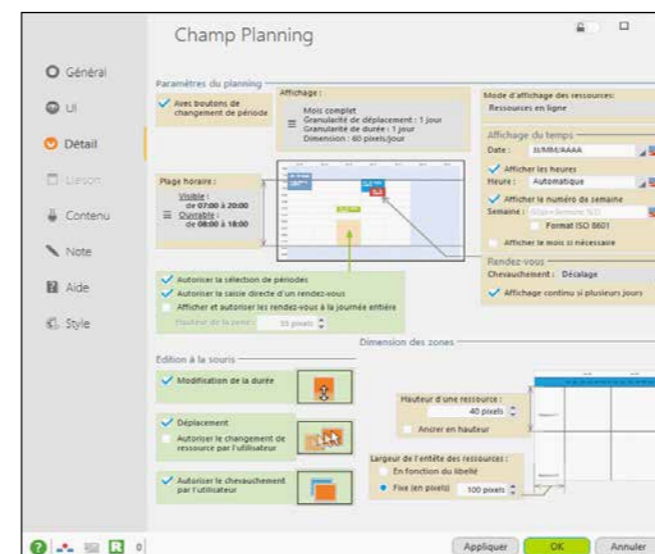 Champ Planning
Général
UI
Détail
Liaison
Contenu
Note
Aide
Style
Paramètres du planning
Avec boutons de
changement de période
Affichage :
Mois complet
Granularité de déplacement : 1 jour
Granularité de durée : 1 jour
Dimension : 60 pixels/jour
Mode d'affichage des ressources:
Ressources en ligne
Affichage du temps
Date : JJ/MM/AAAA
Afficher les heures
Heure : Automatique
Afficher le numéro de semaine
Semaine :
Format ISO 8601
Afficher le mois si nécessaire
Plage horaire :
Visible :
de 07:00 à 20:00
Ouvrable :
de 08:00 à 18:00
Rendez-vous
Chevauchement : Décalage
Affichage continu si plusieurs jours
Autoriser la sélection de périodes
Autoriser la saisie directe d'un rendez-vous
Afficher et autoriser les rendez-vous à la journée entière
Hauteur de la zone : 35 pixels
Dimension des zones
Edition à la souris
Modification de la durée
Déplacement
Autoriser le changement de
ressource par l'utilisateur
Autoriser le chevauchement
par l'utilisateur
Hauteur d'une ressource :
40 pixels
Ancrer en hauteur
Largeur de l'entête des ressources :
En fonction du libellé
Fixe (en pixels) 100 pixels
R 0
Appliquer
OK
Annuler